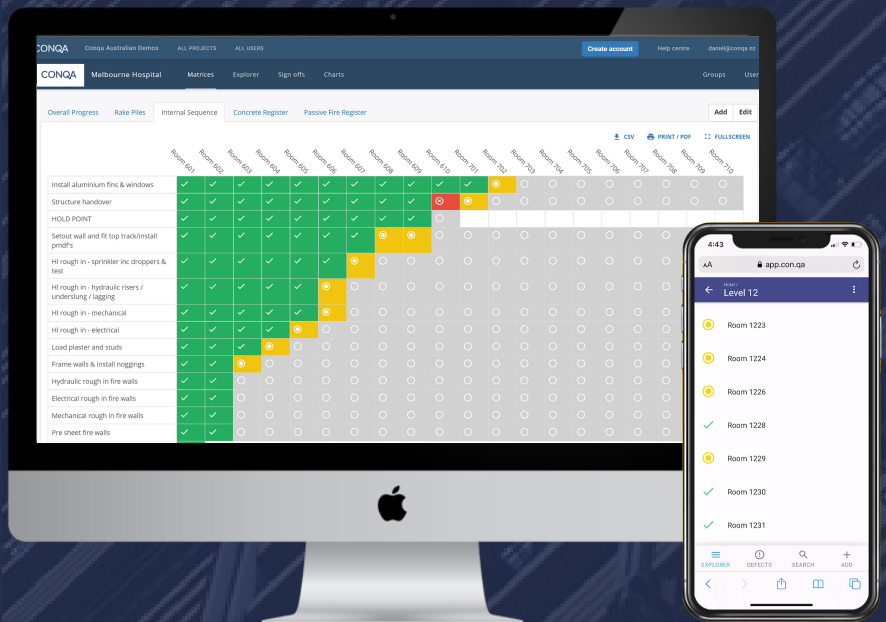 CONQA Conqa Australian Demos ALL PROJECTS ALL USERS Create account Help centre daniel@conqa.nz
CONQA Melbourne Hospital Matrices Explorer Sign offs Charts Groups User
Overall Progress Rake Piles Internal Sequence Concrete Register Passive Fire Register Add Edit
CSV PRINT / PDF FULLSCREEN
Room 601 Room 602 Room 603 Room 604 Room 605 Room 606 Room 607 Room 608 Room 609 Room 610 Room 701 Room 702 Room 703 Room 704 Room 705 Room 706 Room 707 Room 708 Room 709 Room 710
Install aluminium fins & windows
Structure handover
HOLD POINT
Setout wall and fit top track/install
pmdf's
HI rough in - sprinkler inc droppers &
test
HI rough in - hydraulic risers /
underslung / lagging
HI rough in - mechanical
HI rough in - electrical
Load plaster and studs
Frame walls & install noggings
Hydraulic rough in fire walls
Electrical rough in fire walls
Mechanical rough in fire walls
Pre sheet fire walls
4:43
AA app.con.qa
Hotel /
Level 12
Room 1223
Room 1224
Room 1226
Room 1228
Room 1229
Room 1230
Room 1231
EXPLORER DEFECTS SEARCH ADD